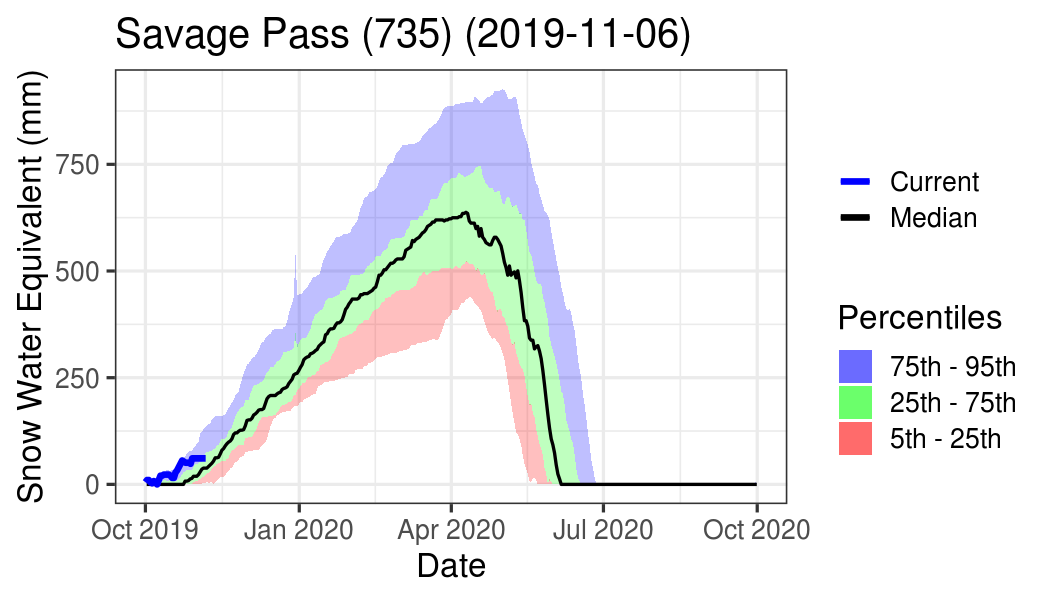 Savage Pass (735) (2019-11-06)
Snow Water Equivalent (mm)
750
500
250
0
Oct 2019
Jan 2020
Apr 2020
Jul 2020
Oct 2020
Date
Current
Median
Percentiles
75th - 95th
25th - 75th
5th - 25th